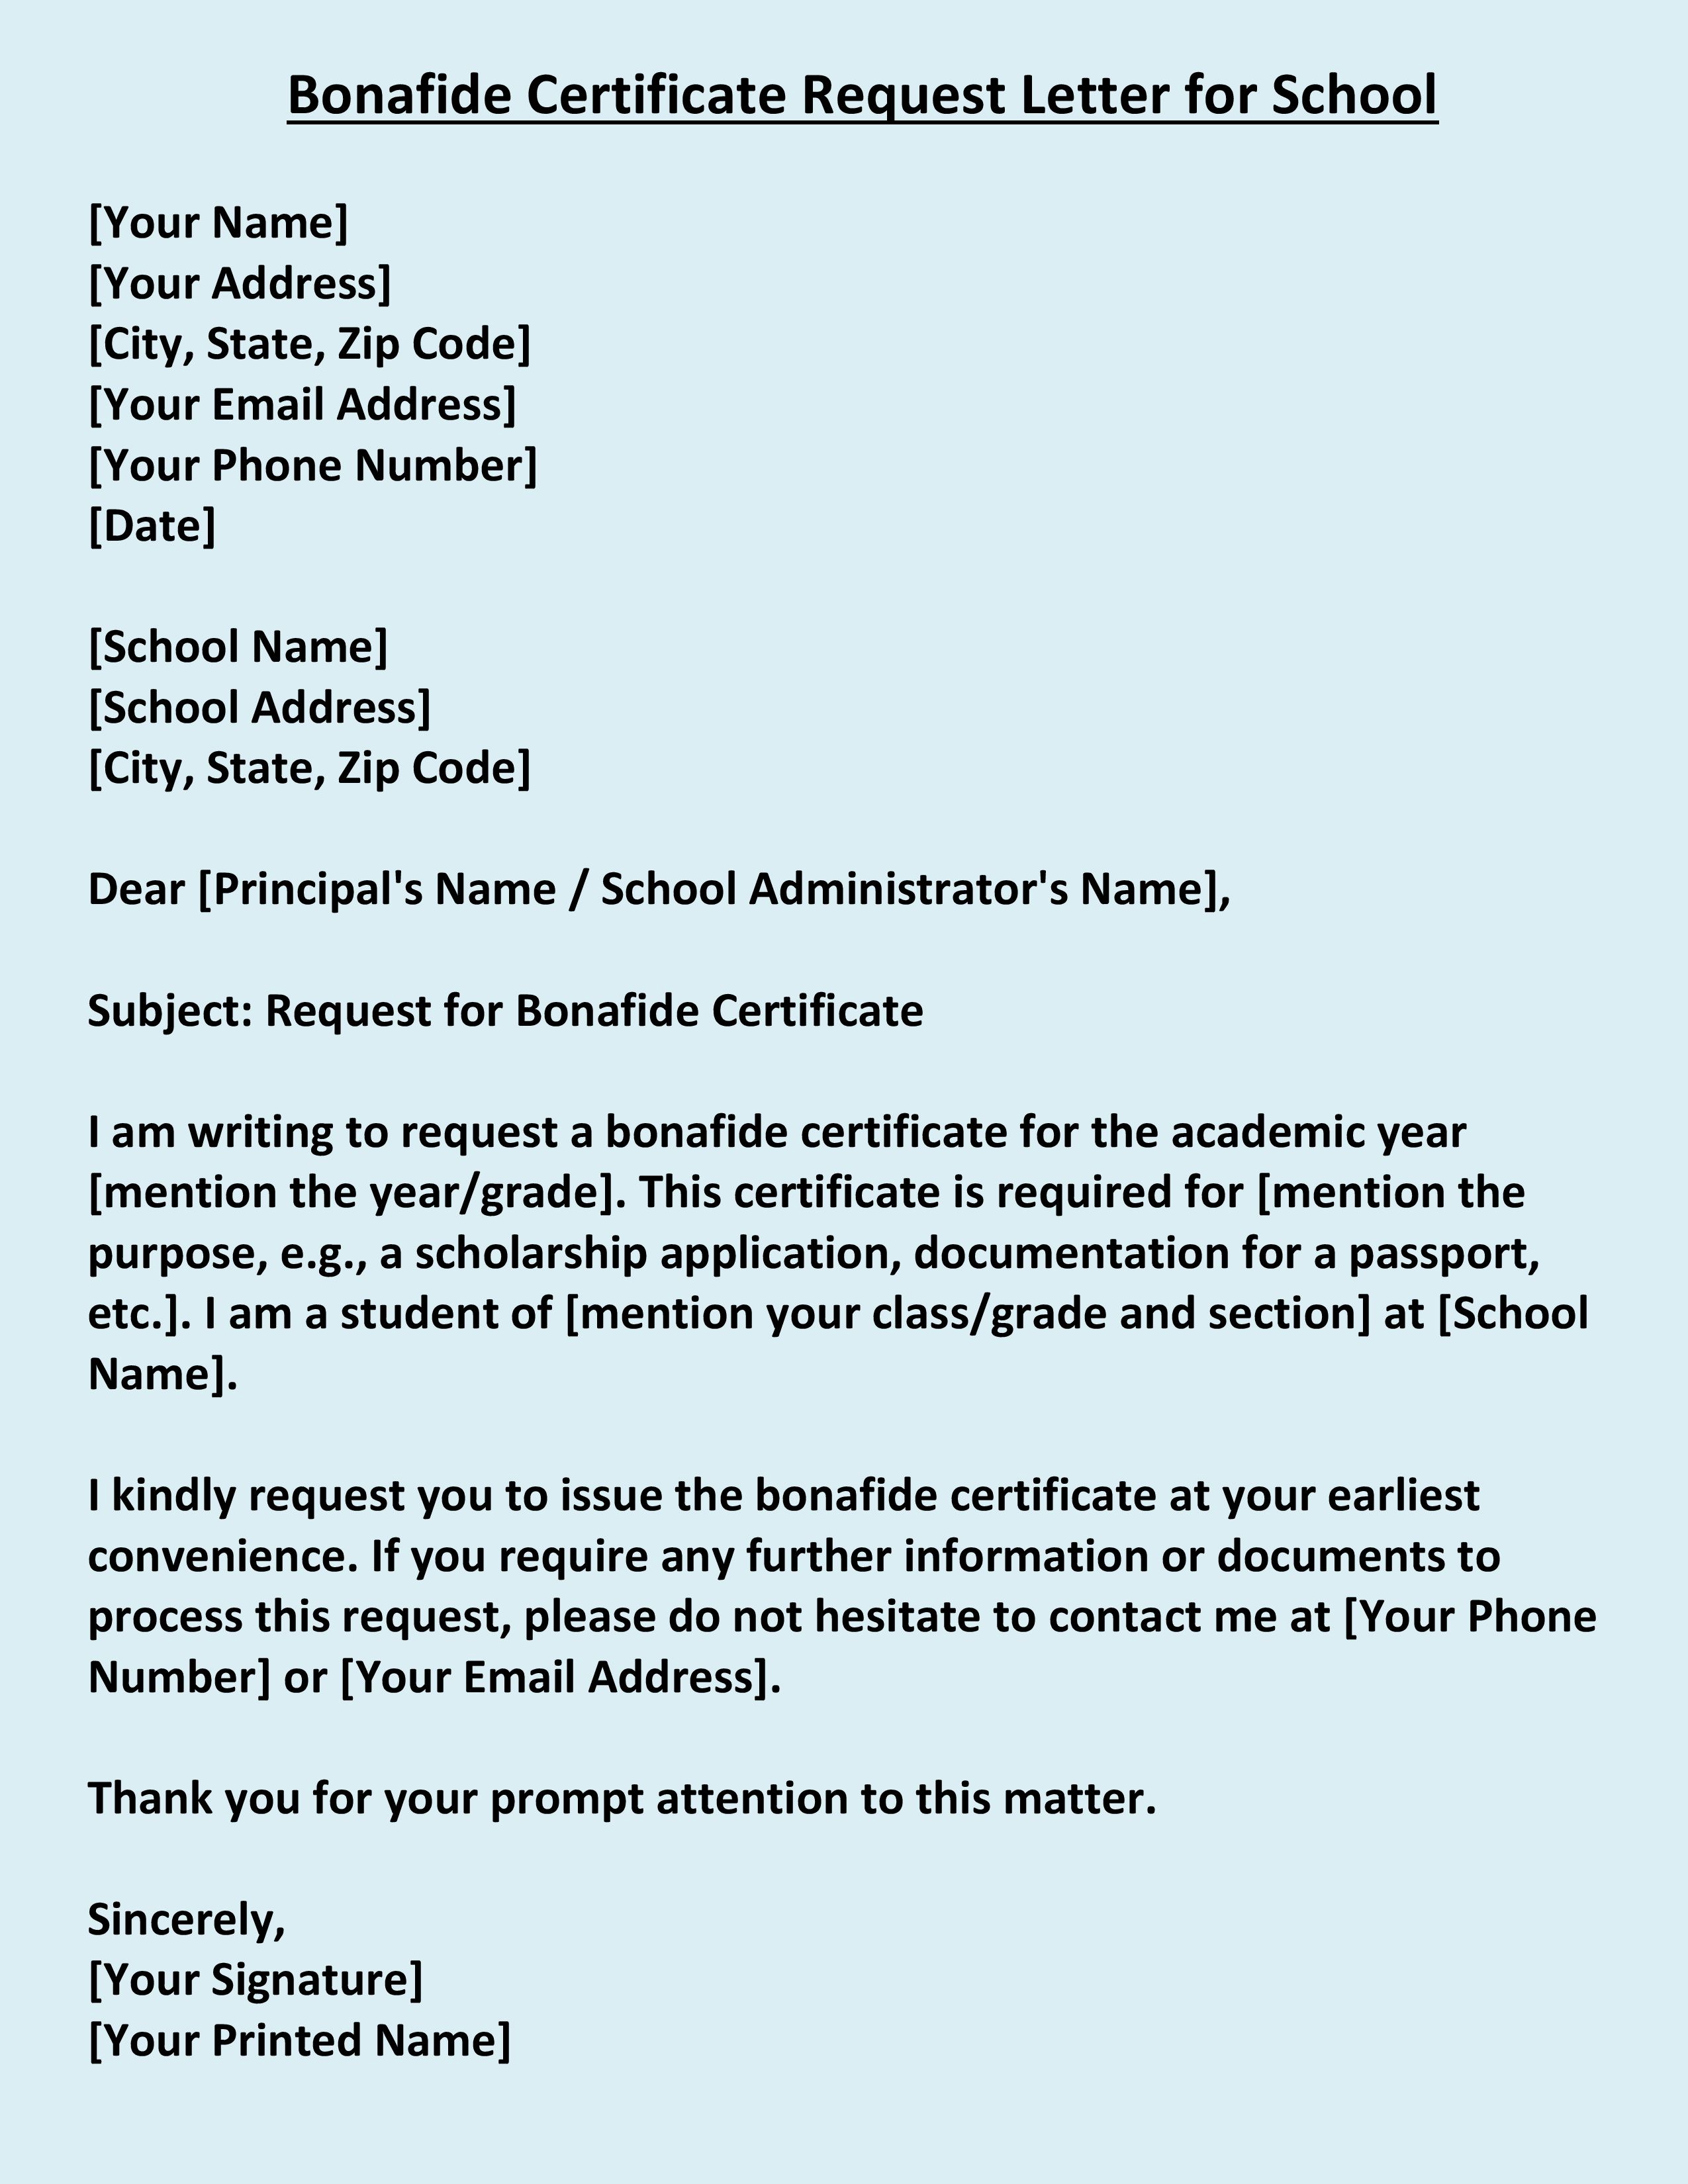 Bonafide Certificate Request Letter for School
[Your Name]
[Your Address]
[City, State, Zip Code]
[Your Email Address]
[Your Phone Number]
[Date]
[School Name]
[School Address]
[City, State, Zip Code]
Dear [Principal's Name / School Administrator's Name],
Subject: Request for Bonafide Certificate
I am writing to request a bonafide certificate for the academic year
[mention the year/grade]. This certificate is required for [mention the
purpose, e.g., a scholarship application, documentation for a passport,
etc.]. I am a student of [mention your class/grade and section] at [School
Name].
I kindly request you to issue the bonafide certificate at your earliest
convenience. If you require any further information or documents to
process this request, please do not hesitate to contact me at [Your Phone
Number] or [Your Email Address].
Thank you for your prompt attention to this matter.
Sincerely,
[Your Signature]
[Your Printed Name]